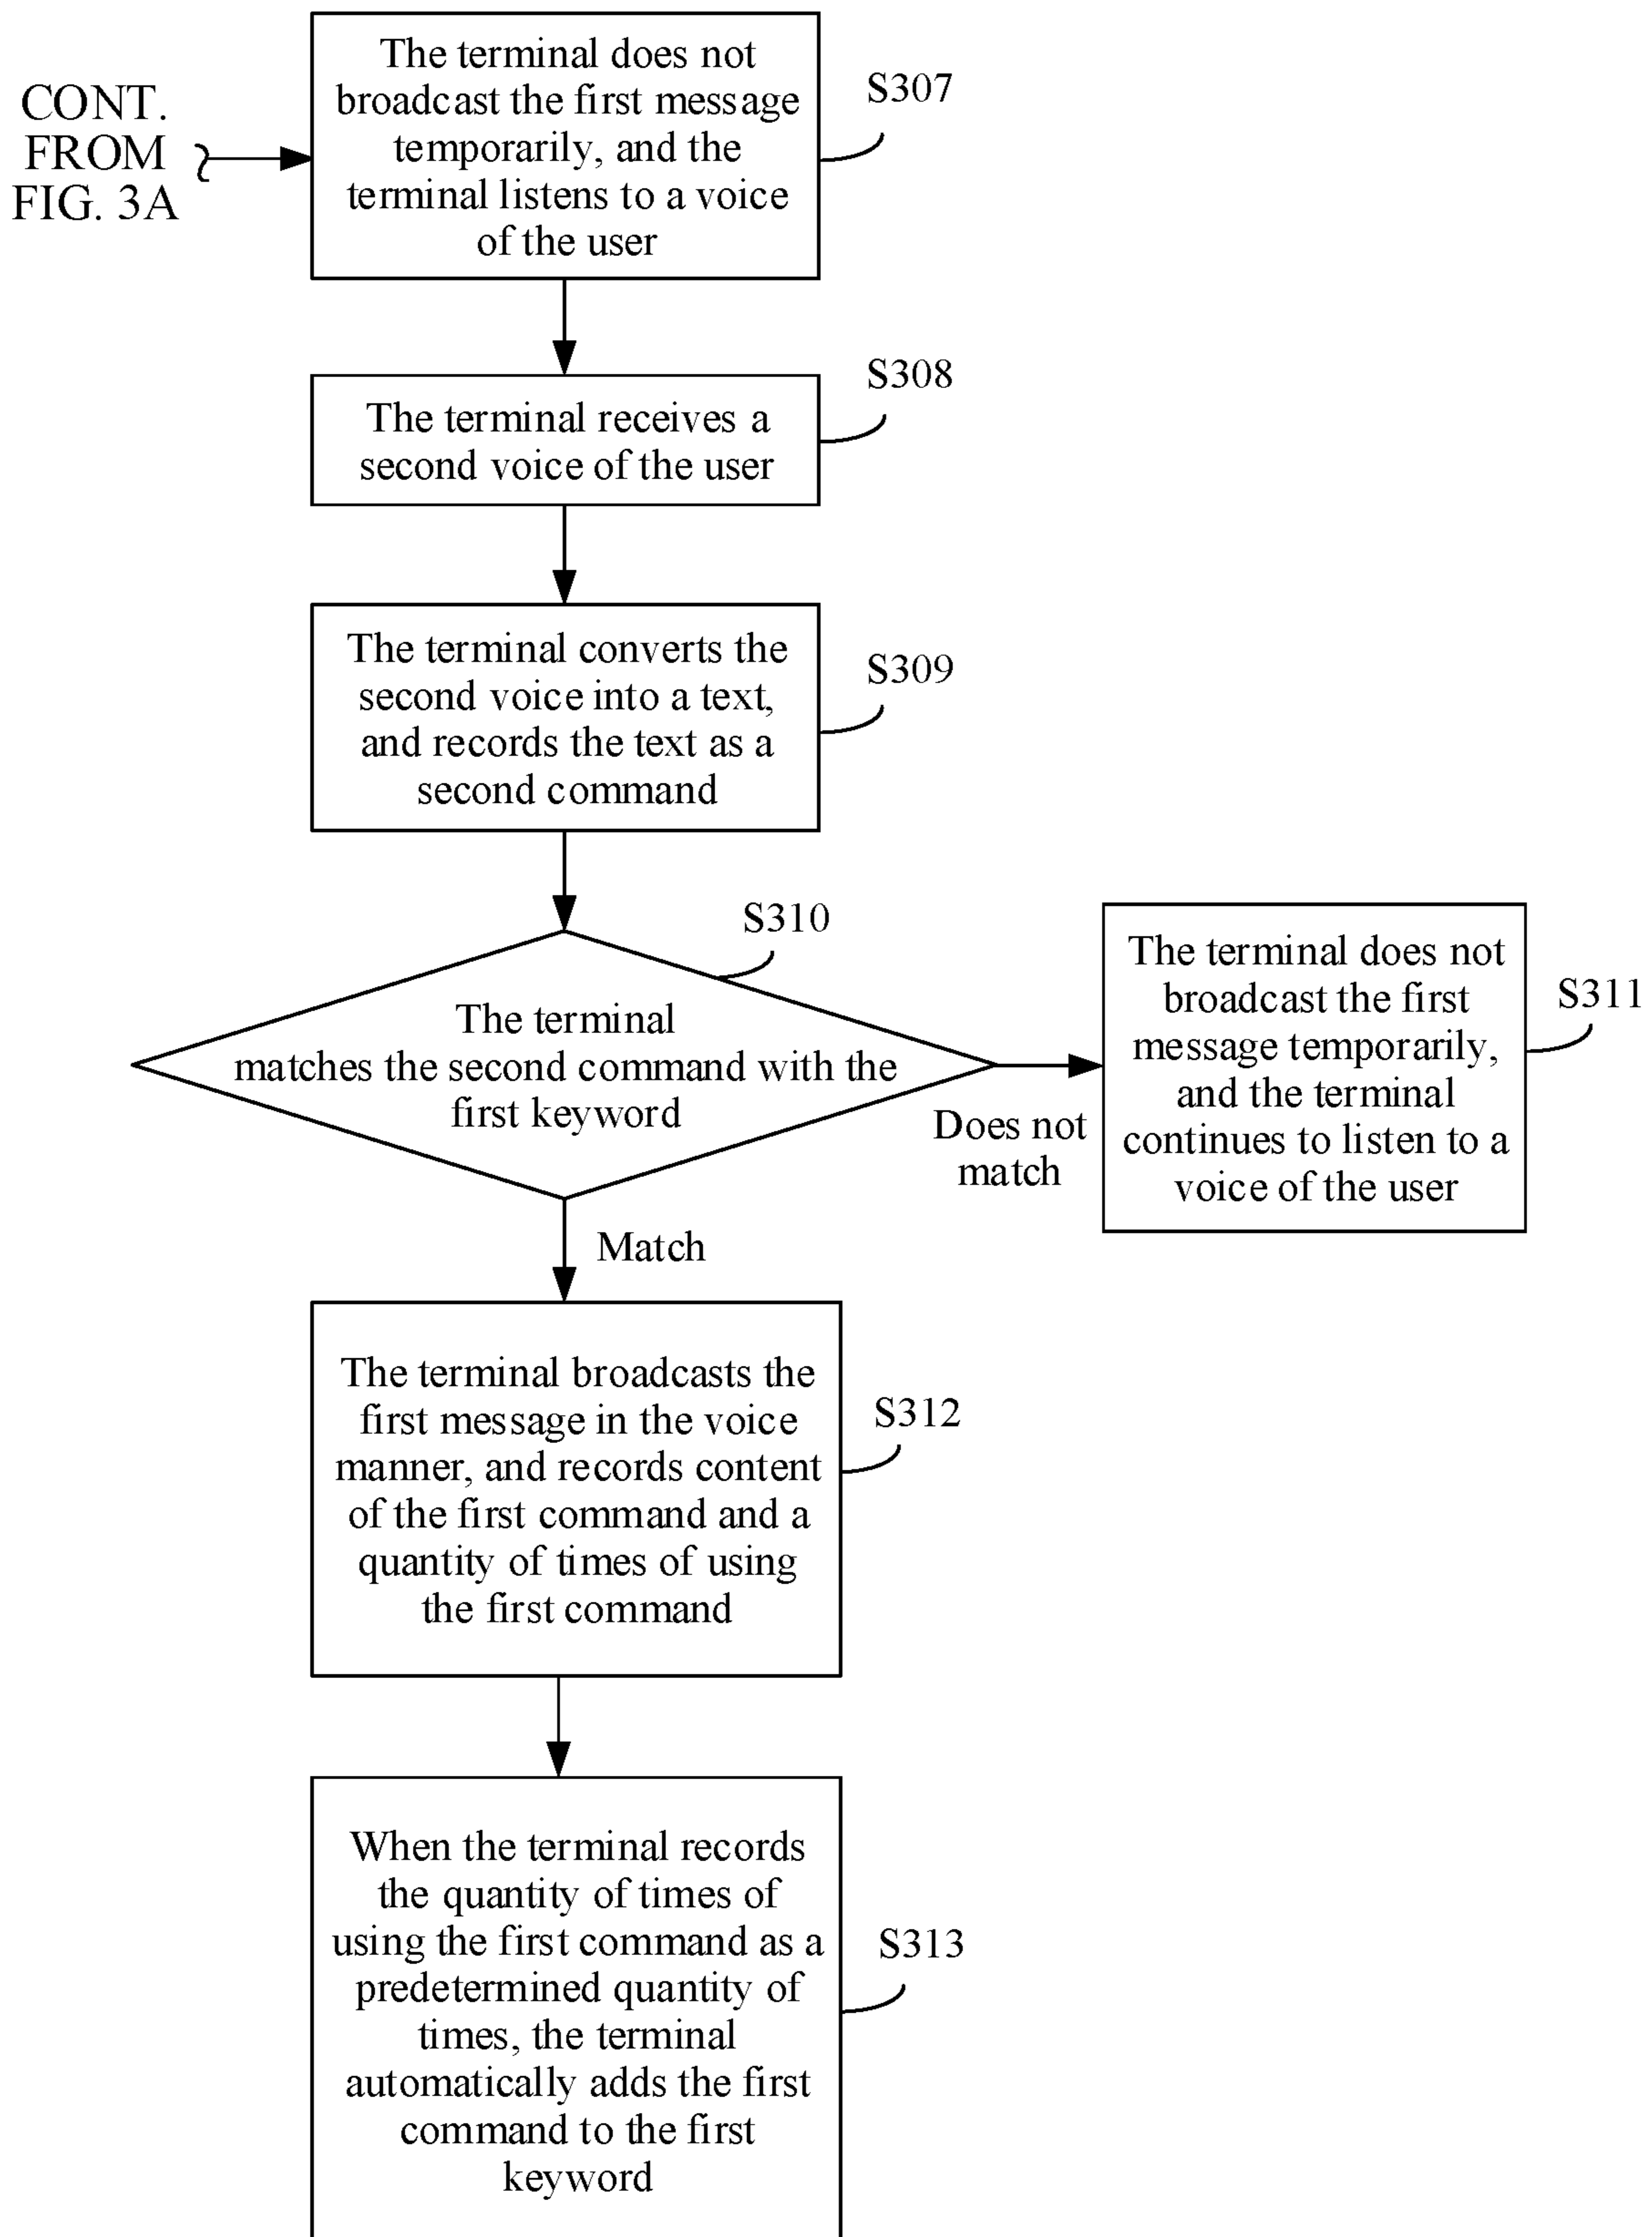 CONT.
FROM
FIG. 3A
The terminal does not
broadcast the first message
temporarily, and the
terminal listens to a voice
of the user
S307
The terminal receives a
second voice of the user
S308
The terminal converts the
second voice into a text,
and records the text as a
second command
S309
The terminal
matches the second command with the
first keyword
S310
Does not
match
The terminal does not
broadcast the first
message temporarily,
and the terminal
continues to listen to a
voice of the user
S311
Match
The terminal broadcasts the
first message in the voice
manner, and records content
of the first command and a
quantity of times of using
the first command
S312
When the terminal records
the quantity of times of
using the first command as a
predetermined quantity of
times, the terminal
automatically adds the first
command to the first
keyword
S313